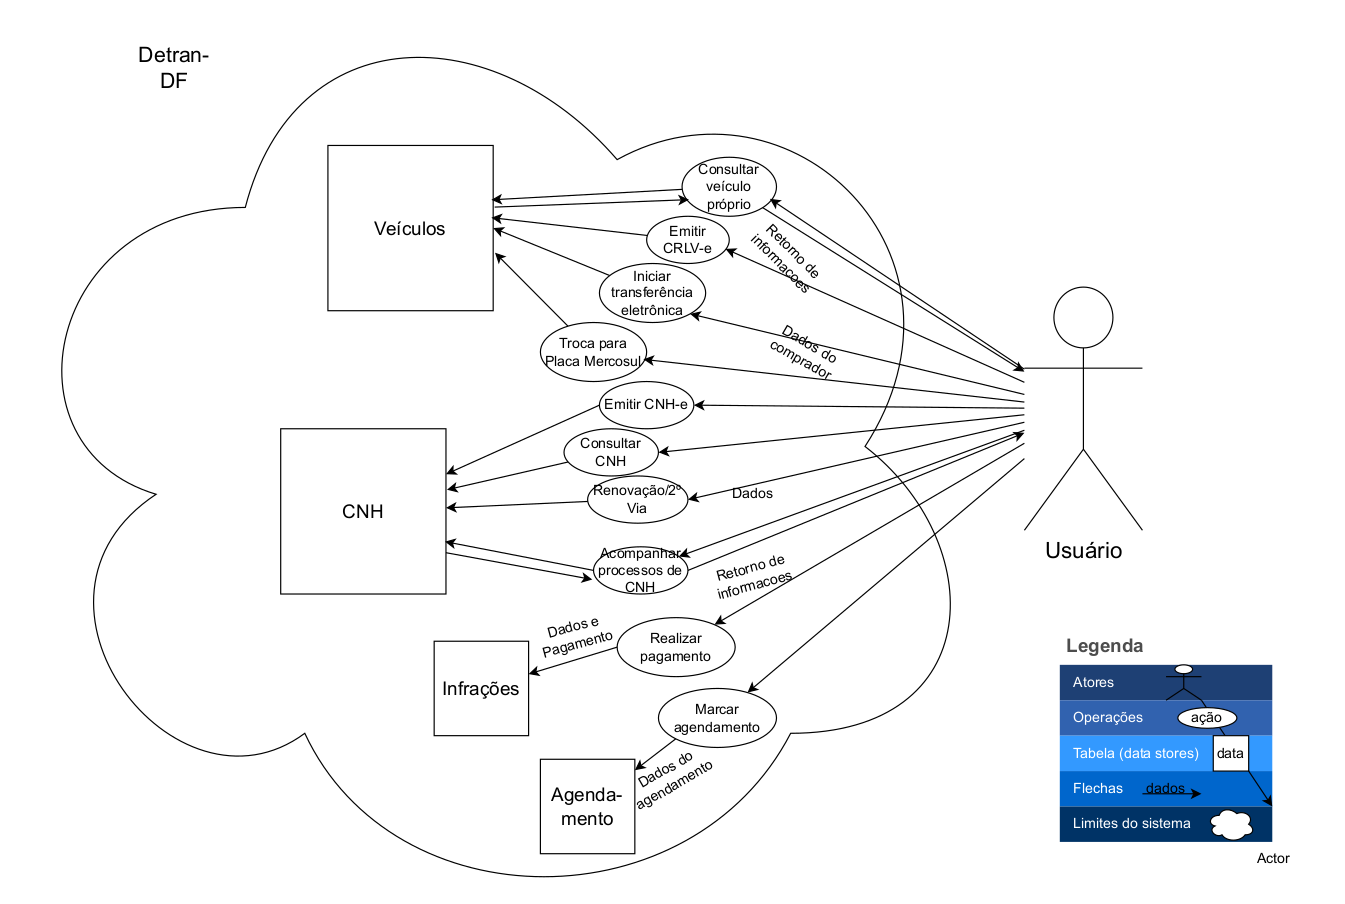 Detran-
DF
Veículos
Consultar
veículo
próprio
Emitir
CRLV-e
Iniciar
transferência
eletrônica
Troca para
Placa Mercosul
Retorno de
informacoes
Dados do
comprador
Emitir CNH-e
Consultar
CNH
Renovação/2º
Via
Dados
CNH
Acompanhar
processos de
CNH
Retorno de
informacoes
Usuário
Dados e
Pagamento
Realizar
pagamento
Infrações
Marcar
agendamento
Dados do
agendamento
Agenda-
mento
Legenda
Atores
Operações
ação
Tabela (data stores)
data
Flechas
dados
Limites do sistema
Actor